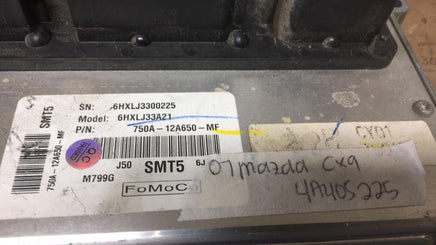 SN: 6HXLJ3300225
Model: 6HXLJ33A21
P/N: 750A-12A650-MF
SMT5
750A-12A650-MF
QC
J50 SMT5 6J
M799G
FoMoCo
07 mazda CX9
4A405225